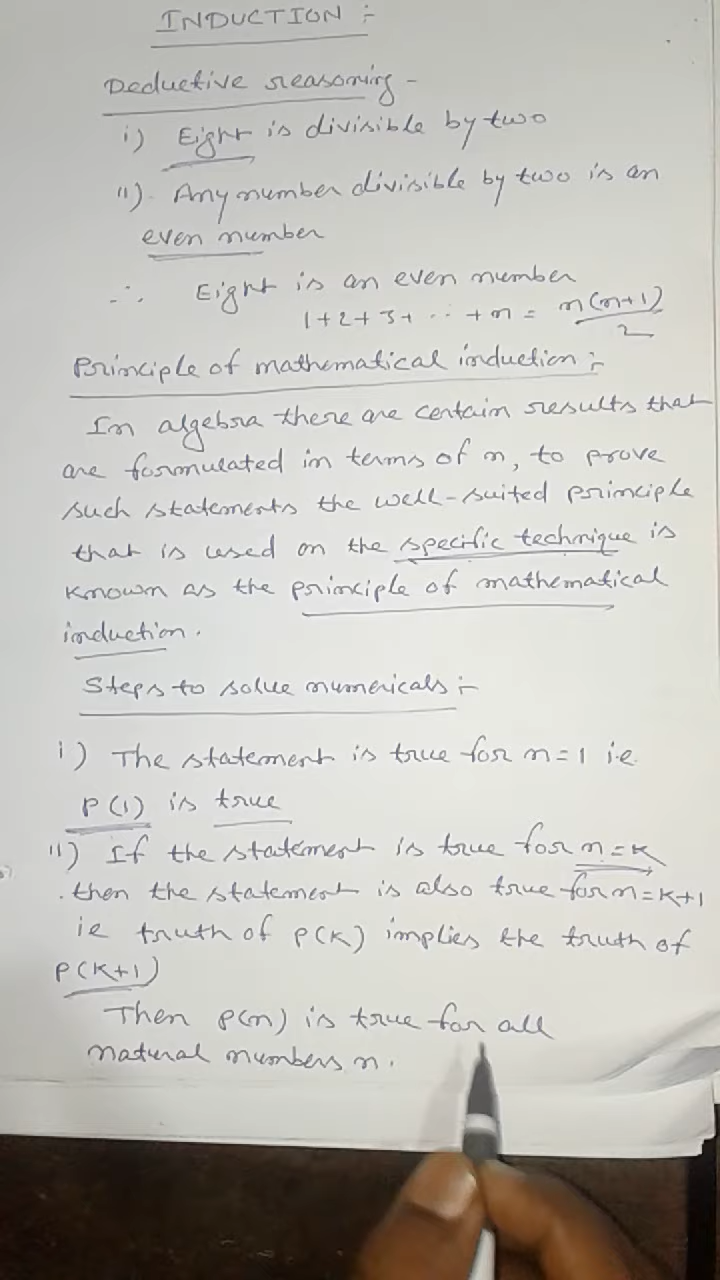 INDUCTION :-
Deductive reasoning -
i) Eight is divisible by two
ii). Any number divisible by two is an
even number
∴ Eight is an even number
1+2+3+ ... +n = n(n+1)/2
Principle of mathematical induction :-
In algebra there are certain results that
are formulated in terms of n, to prove
such statements the well-suited principle
that is used on the specific technique is
known as the principle of mathematical
induction.
Steps to solve numericals :-
i) The statement is true for n=1 i.e
P(1) is true
ii) If the statement is true for n=k
. then the statement is also true for n=k+1
ie truth of P(k) implies the truth of
P(k+1)
Then P(n) is true for all
natural numbers n.